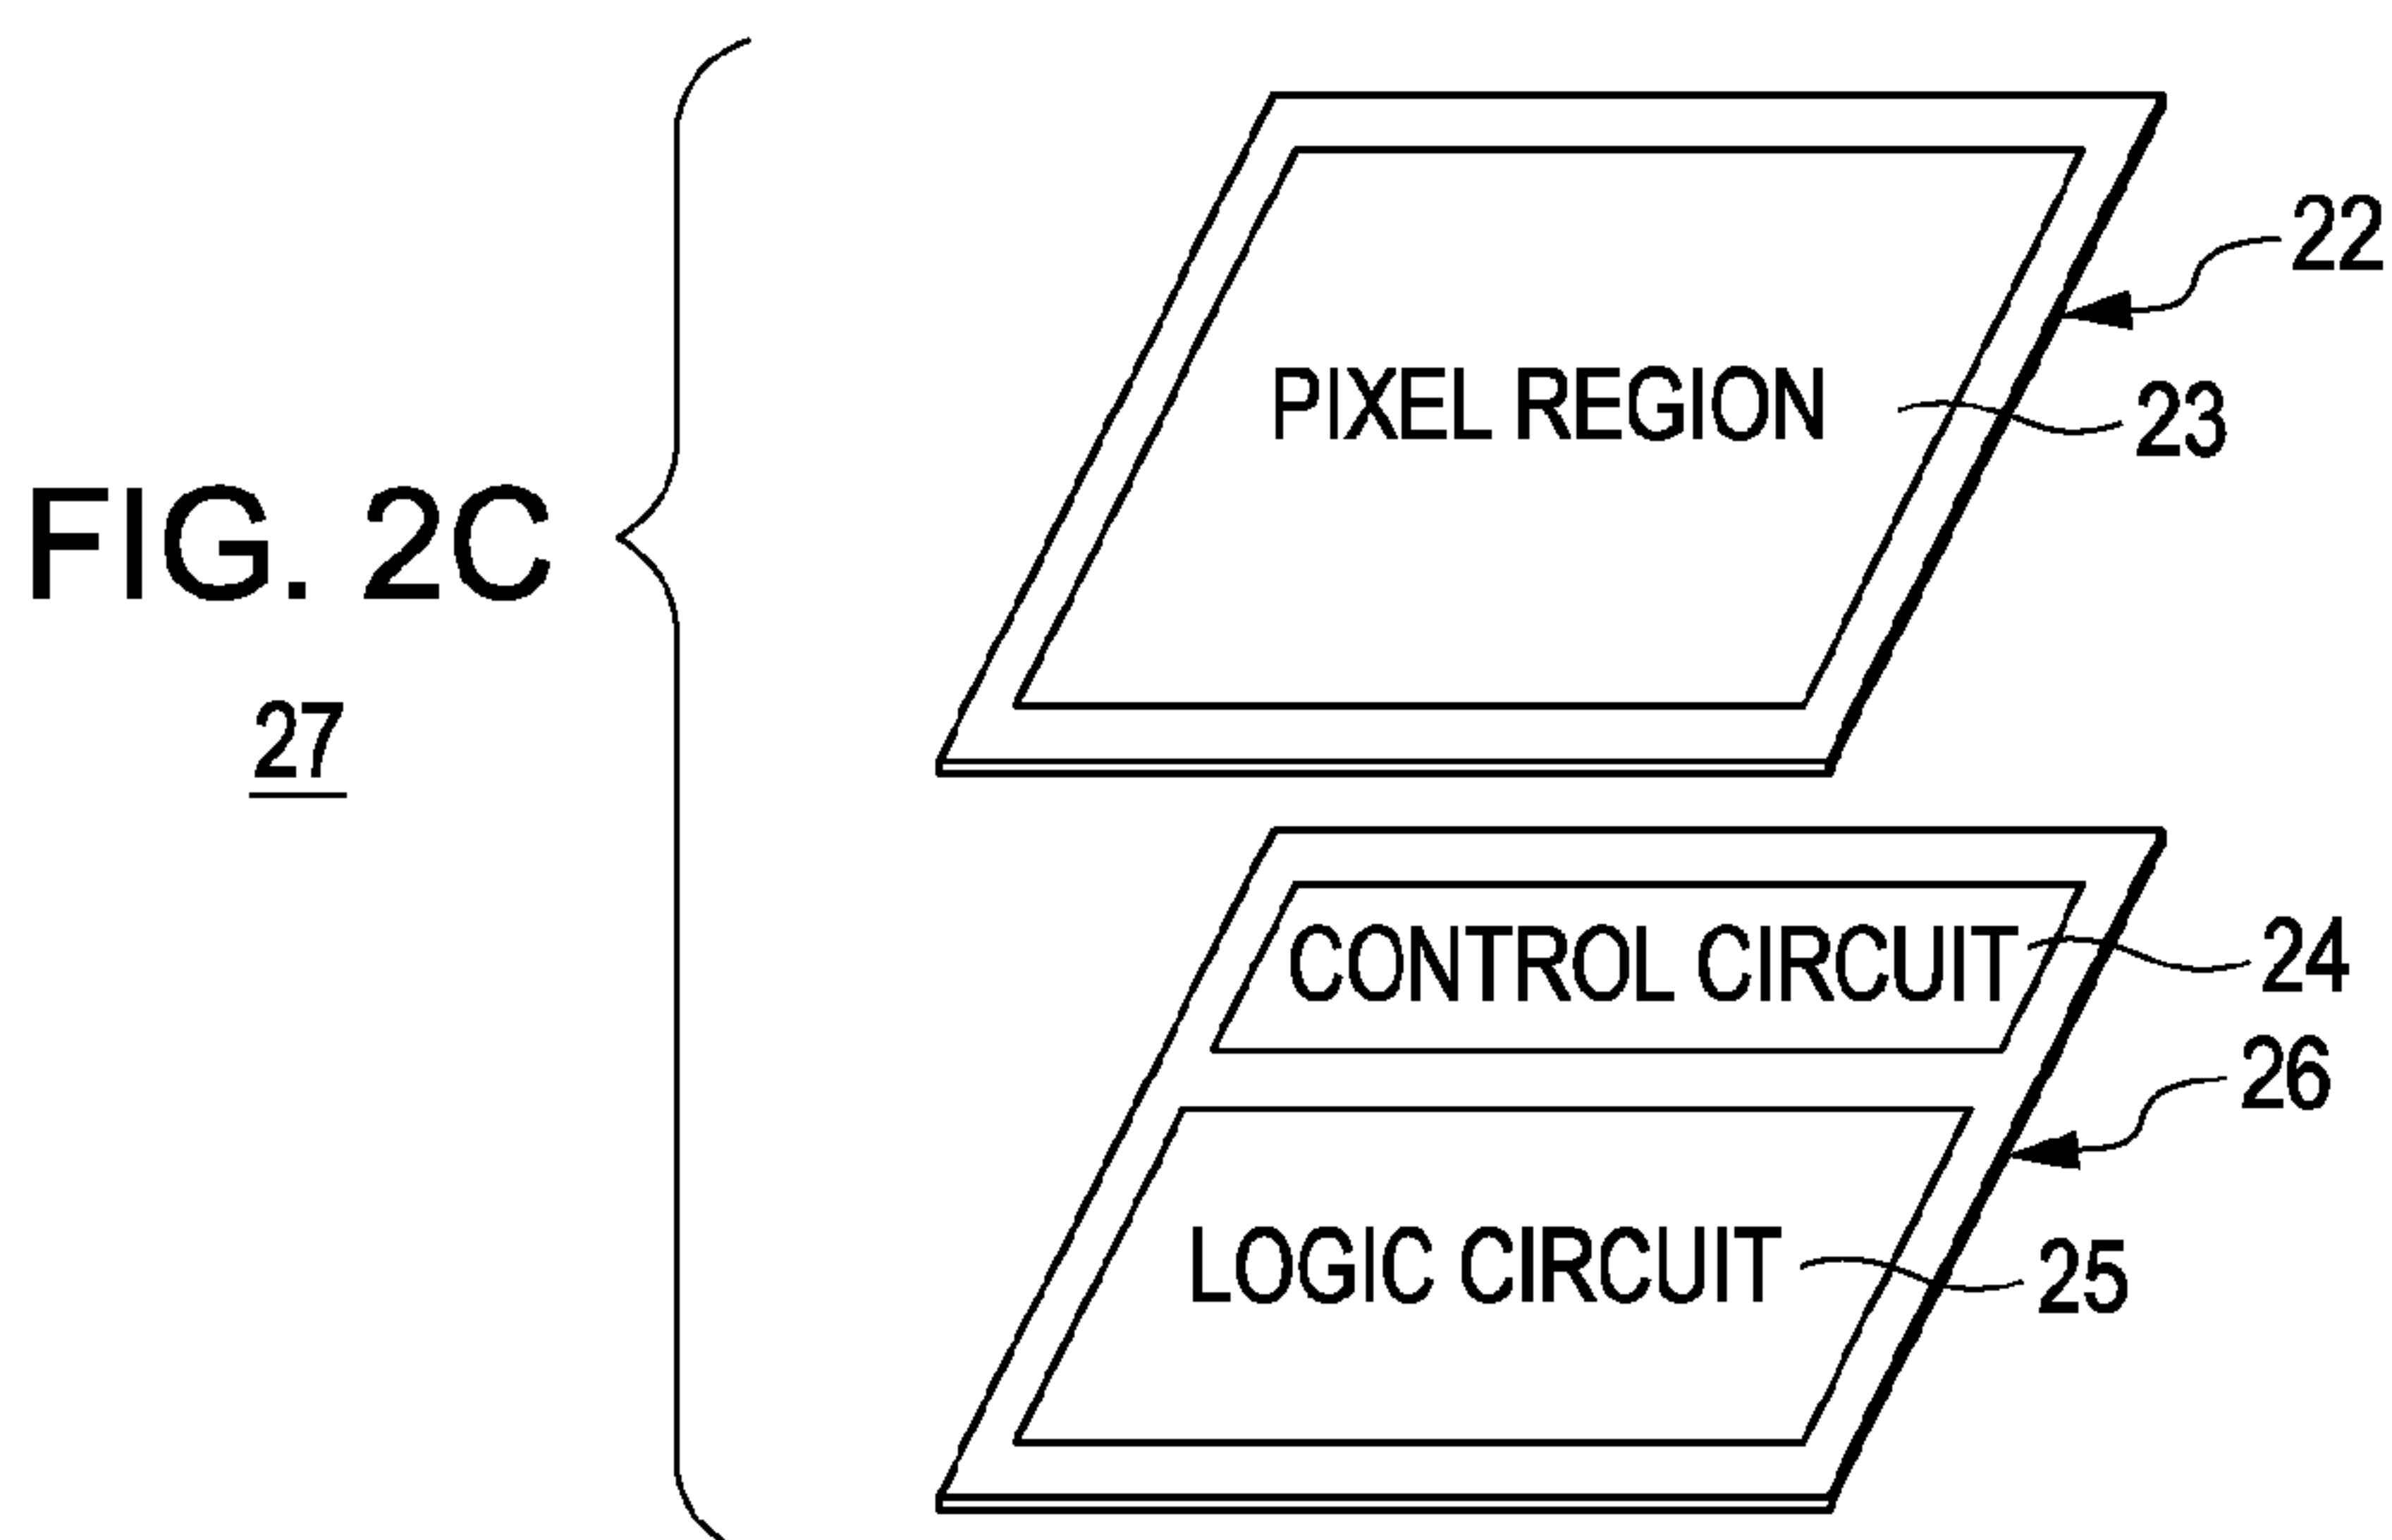 FIG. 2C
27
22
PIXEL REGION
23
CONTROL CIRCUIT
24
26
LOGIC CIRCUIT
25